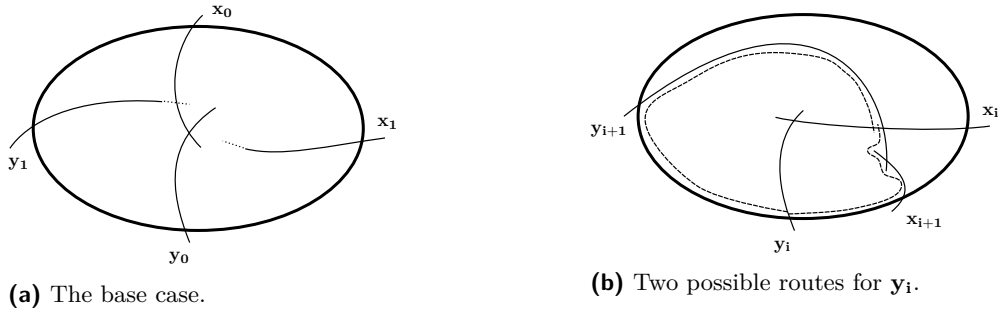 x₀
x₁
y₁
y₀
(a) The base case.
xᵢ
yᵢ₊₁
xᵢ₊₁
yᵢ
(b) Two possible routes for yᵢ.